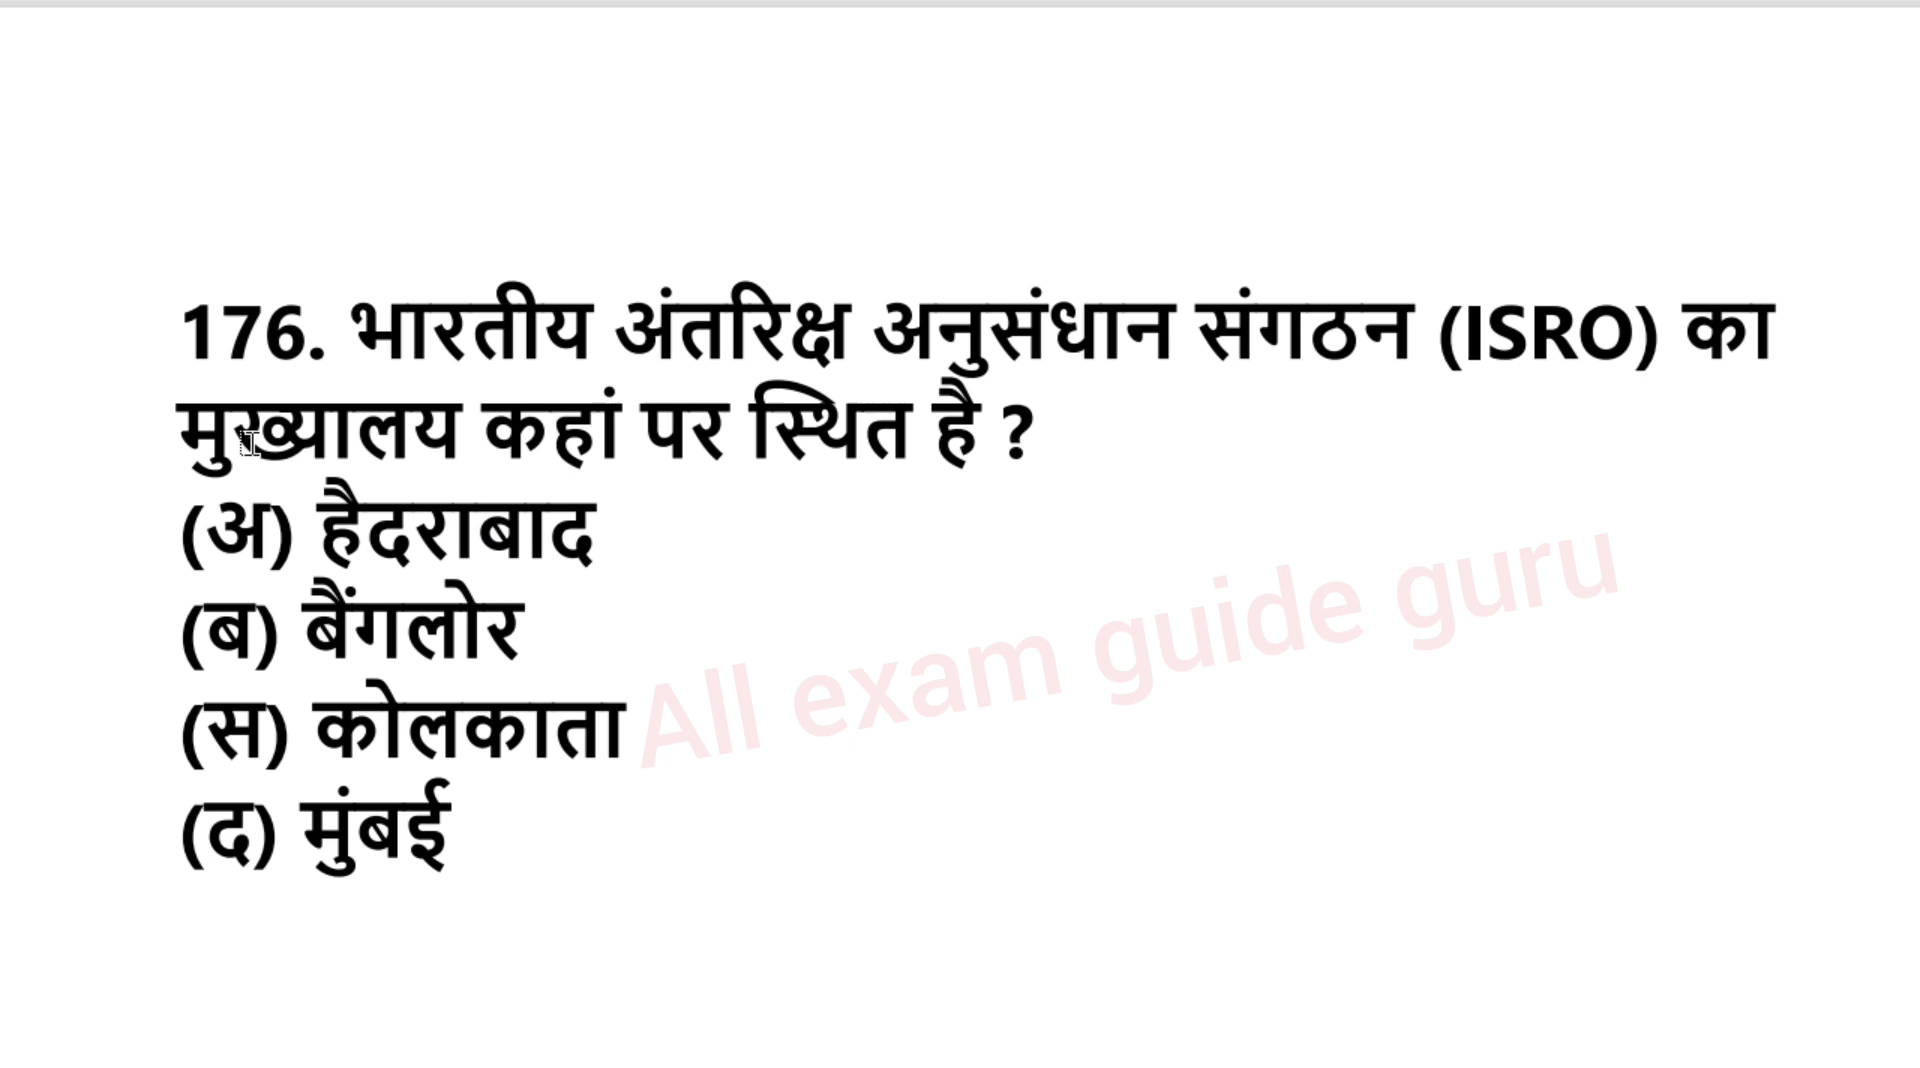 176. भारतीय अंतरिक्ष अनुसंधान संगठन (ISRO) का
मुख्यालय कहां पर स्थित है ?
(अ) हैदराबाद
(ब) बैंगलोर
(स) कोलकाता
(द) मुंबई
All exam guide guru